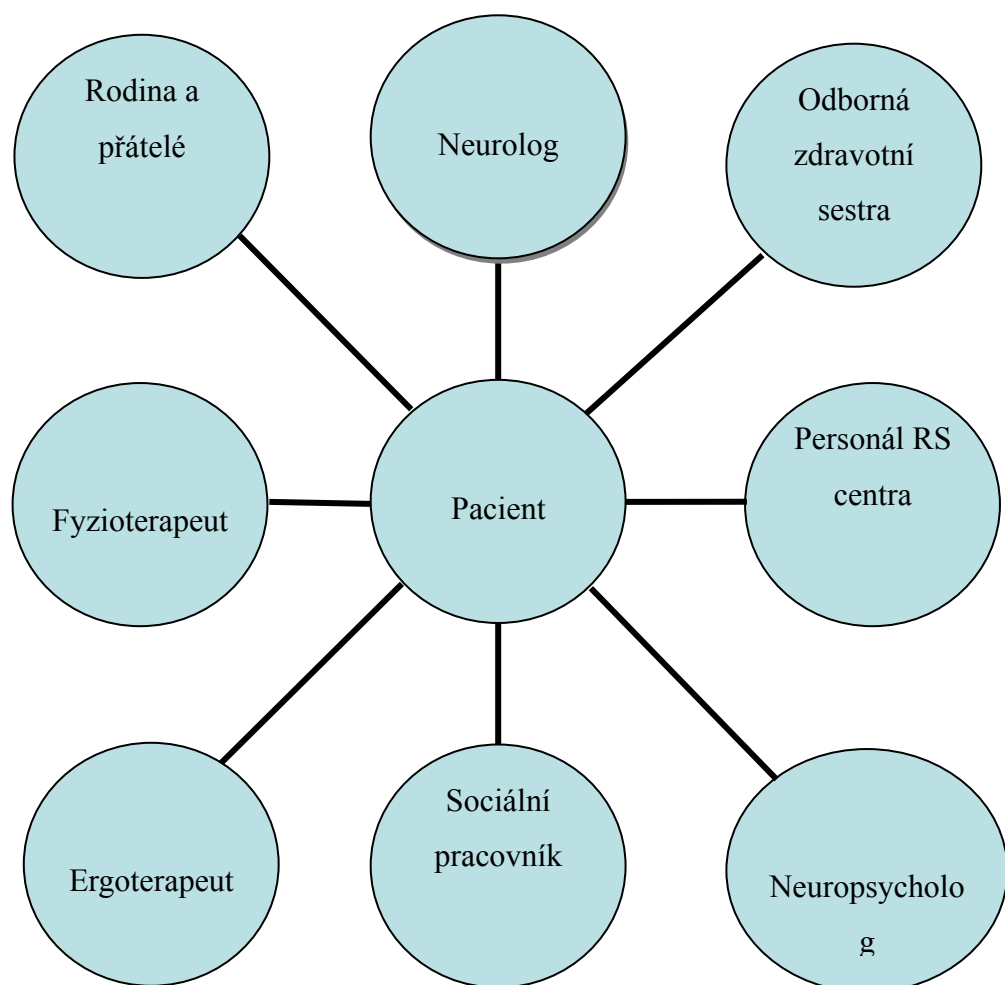 Rodina a
přátelé
Neurolog
Odborná
zdravotní
sestra
Fyzioterapeut
Pacient
Personál RS
centra
Ergoterapeut
Sociální
pracovník
Neuropsycholo
g